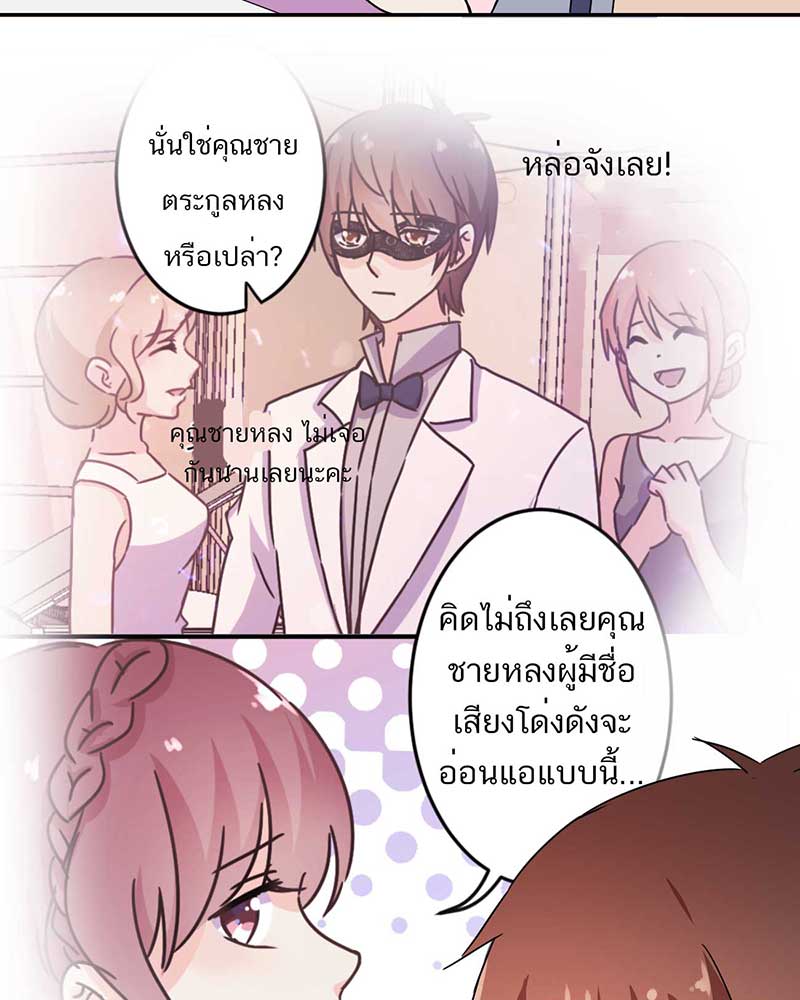 นั่นใช่คุณชาย
ตระกูลหลง
หรือเปล่า?
หล่อจังเลย!
คุณชายหลง ไม่เจอ
กันนานเลยนะคะ
คิดไม่ถึงเลยคุณ
ชายหลงผู้มีชื่อ
เสียงโด่งดังจะ
อ่อนแอแบบนี้...